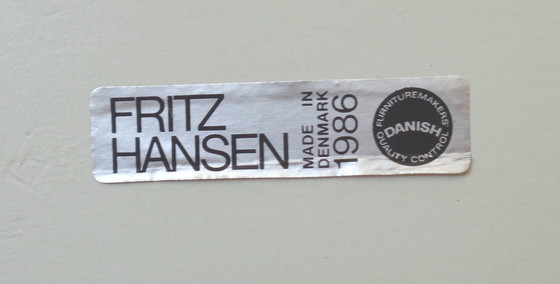 FRITZ
HANSEN
MADE IN
DENMARK
1986
FURNITUREMAKERS'
DANISH
QUALITY CONTROL